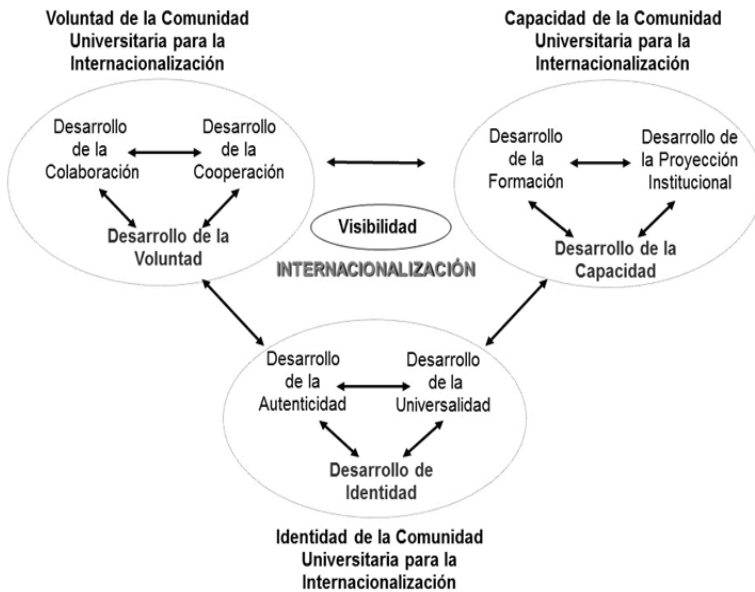 Voluntad de la Comunidad
Universitaria para la
Internacionalización
Capacidad de la Comunidad
Universitaria para la
Internacionalización
Desarrollo
de la
Colaboración
Desarrollo
de la
Cooperación
Desarrollo de la
Voluntad
Desarrollo
de la
Formación
Desarrollo de
la Proyección
Institucional
Desarrollo de la
Capacidad
Visibilidad
INTERNACIONALIZACIÓN
Desarrollo
de la
Autenticidad
Desarrollo
de la
Universalidad
Desarrollo de
Identidad
Identidad de la Comunidad
Universitaria para la
Internacionalización